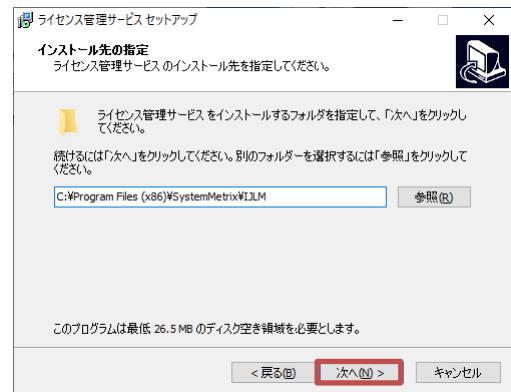 ライセンス管理サービス セットアップ
インストール先の指定
ライセンス管理サービス のインストール先を指定してください。
ライセンス管理サービス をインストールするフォルダを指定して、「次へ」をクリックし
てください。
続けるには「次へ」をクリックしてください。別のフォルダーを選択するには「参照」をクリックして
ください。
C:¥Program Files (x86)¥SystemMetrix¥IJLM
参照(R)
このプログラムは最低 26.5 MB のディスク空き領域を必要とします。
< 戻る(B) 次へ(N) > キャンセル